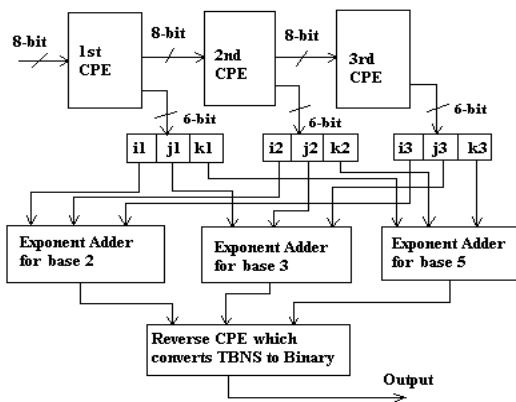 8-bit
1st
CPE
8-bit
2nd
CPE
8-bit
3rd
CPE
6-bit
6-bit
6-bit
i1 j1 k1
i2 j2 k2
i3 j3 k3
Exponent Adder
for base 2
Exponent Adder
for base 3
Exponent Adder
for base 5
Reverse CPE which
converts TBNS to Binary
Output